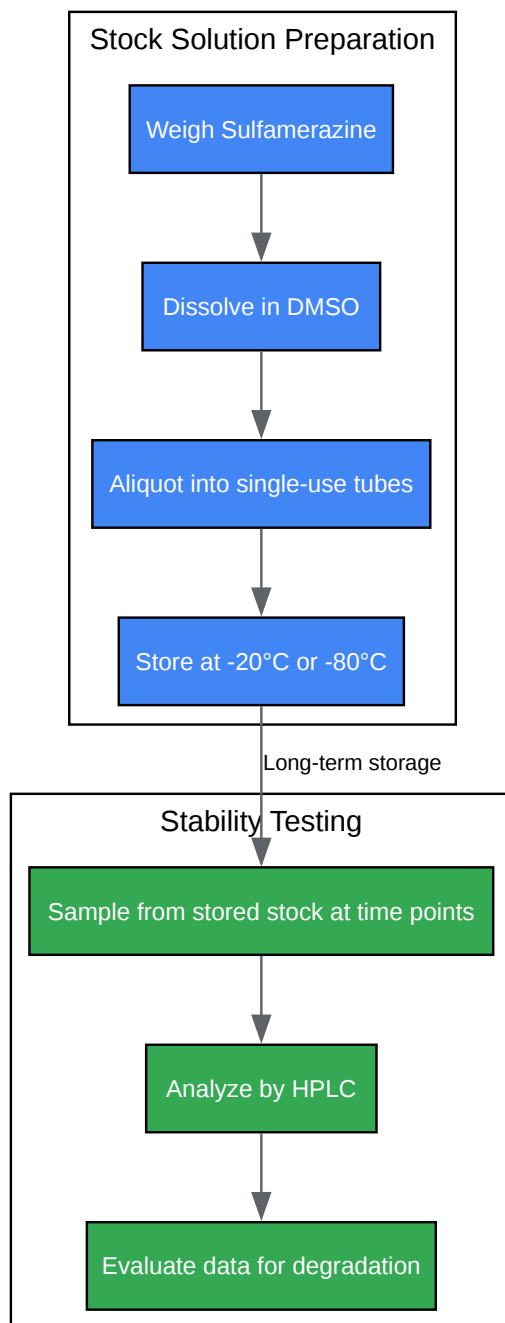 Stock Solution Preparation
Weigh Sulfamerazine
Dissolve in DMSO
Aliquot into single-use tubes
Store at -20°C or -80°C
Long-term storage
Stability Testing
Sample from stored stock at time points
Analyze by HPLC
Evaluate data for degradation